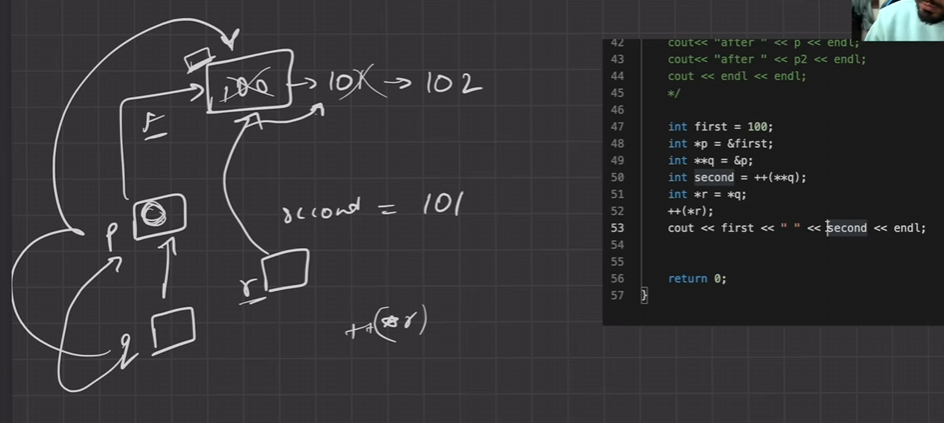 100 → 101 → 102
F
second = 101
p
r
q
++(*r)
42 cout<< "after " << p << endl;
43 cout<< "after " << p2 << endl;
44 cout << endl << endl;
45 */
46
47 int first = 100;
48 int *p = &first;
49 int **q = &p;
50 int second = ++(**q);
51 int *r = *q;
52 ++(*r);
53 cout << first << " " << second << endl;
54
55
56 return 0;
57 }